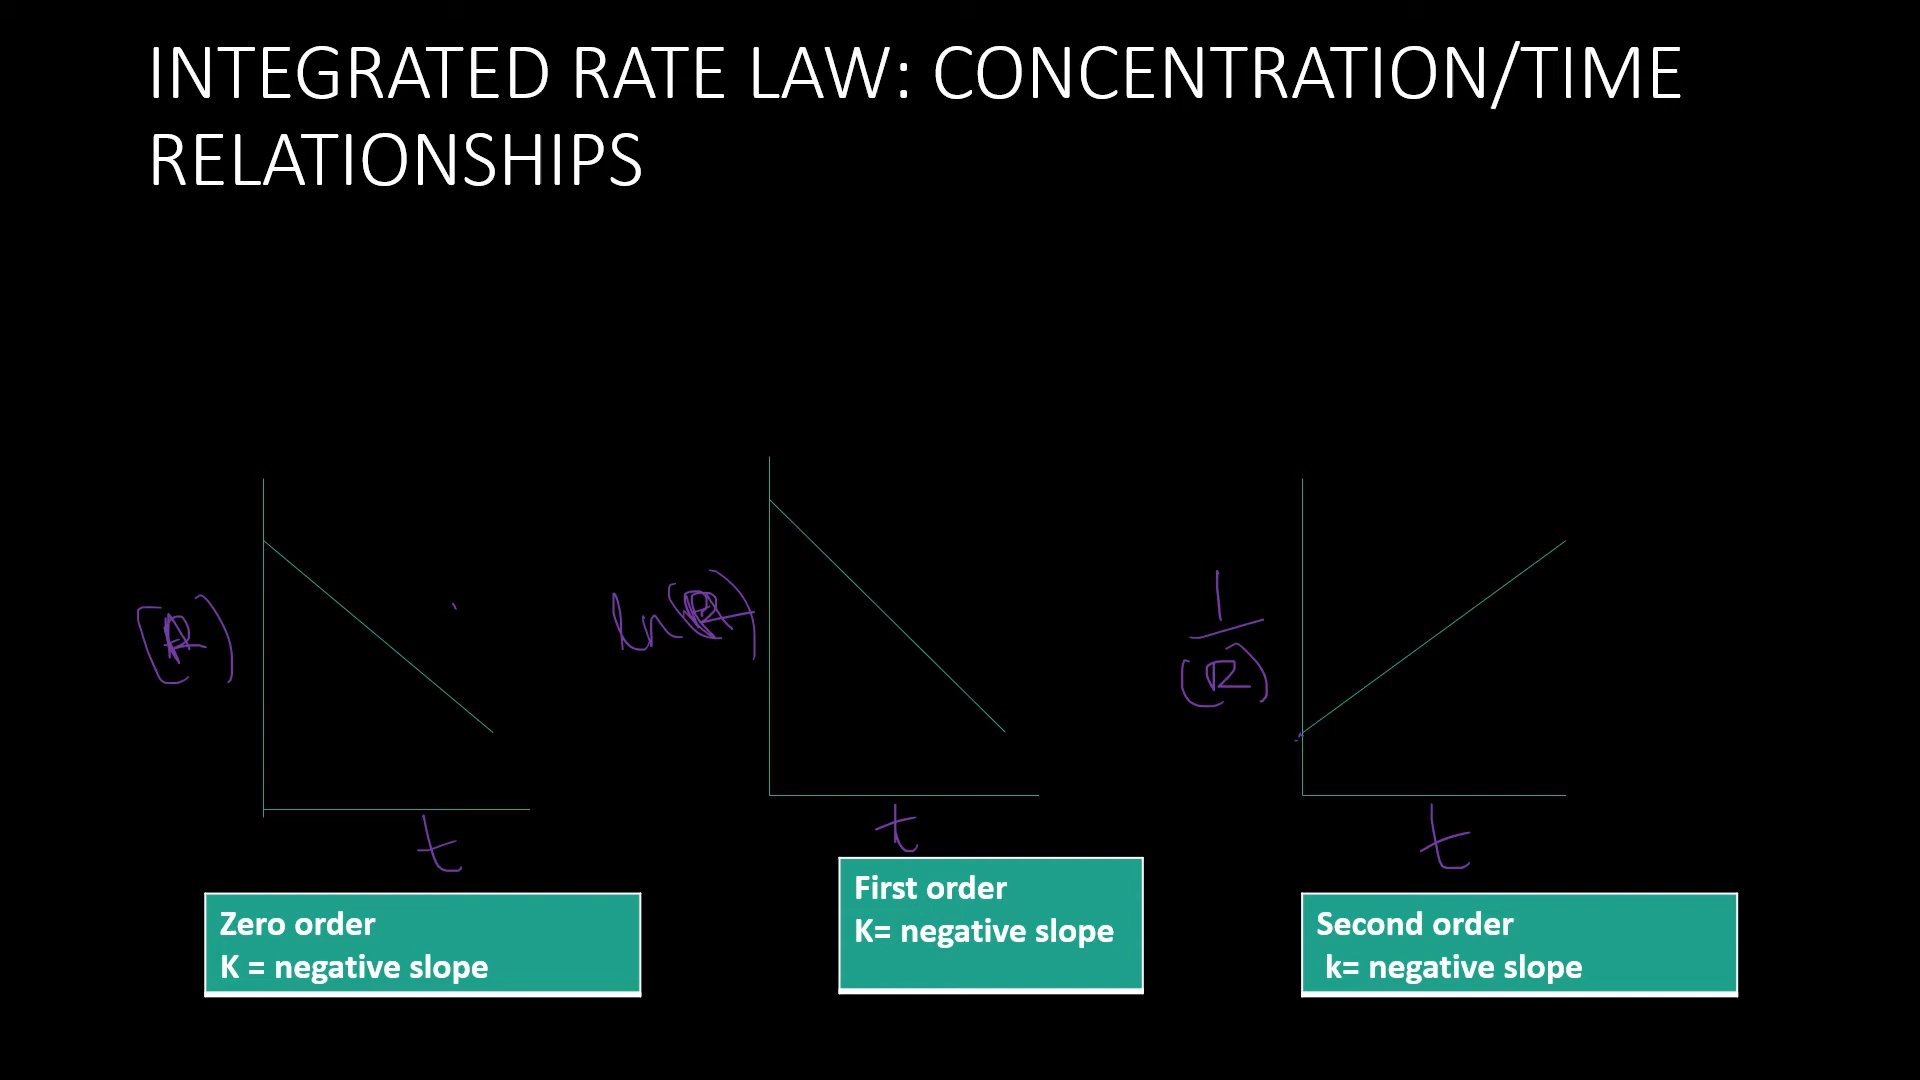 INTEGRATED RATE LAW: CONCENTRATION/TIME
RELATIONSHIPS
[R]
t
ln[R]
t
1
[R]
t
Zero order
K = negative slope
First order
K= negative slope
Second order
k= negative slope